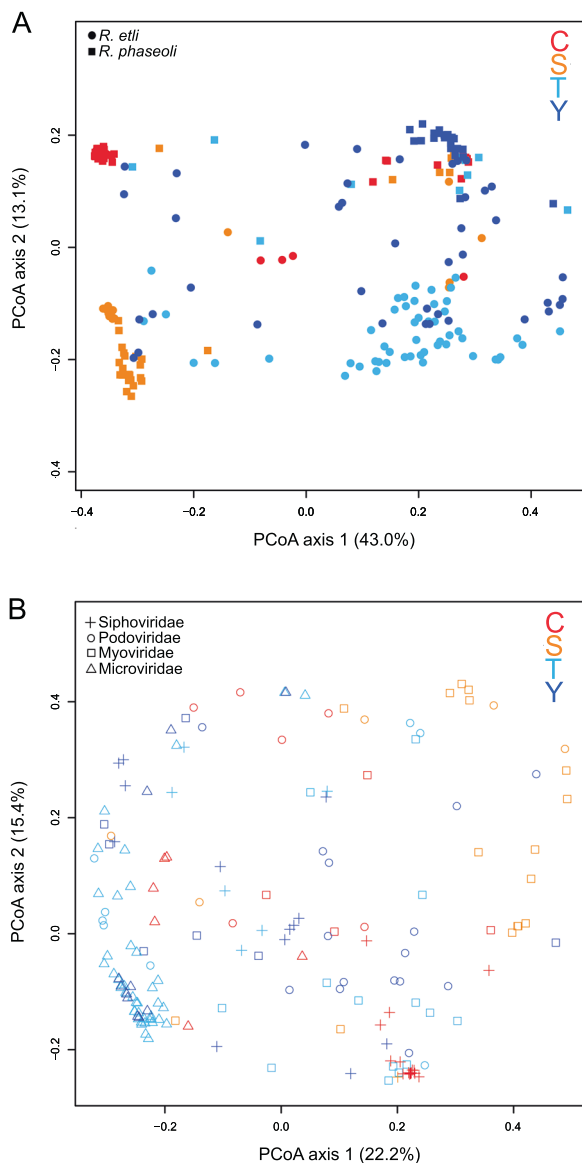 A
R. etli
R. phaseoli
C
S
T
Y
0.2
0.0
-0.2
-0.4
PCoA axis 2 (13.1%)
-0.4
-0.2
0.0
0.2
0.4
PCoA axis 1 (43.0%)
B
Siphoviridae
Podoviridae
Myoviridae
Microviridae
C
S
T
Y
0.4
0.2
0.0
-0.2
PCoA axis 2 (15.4%)
-0.2
0.0
0.2
0.4
PCoA axis 1 (22.2%)